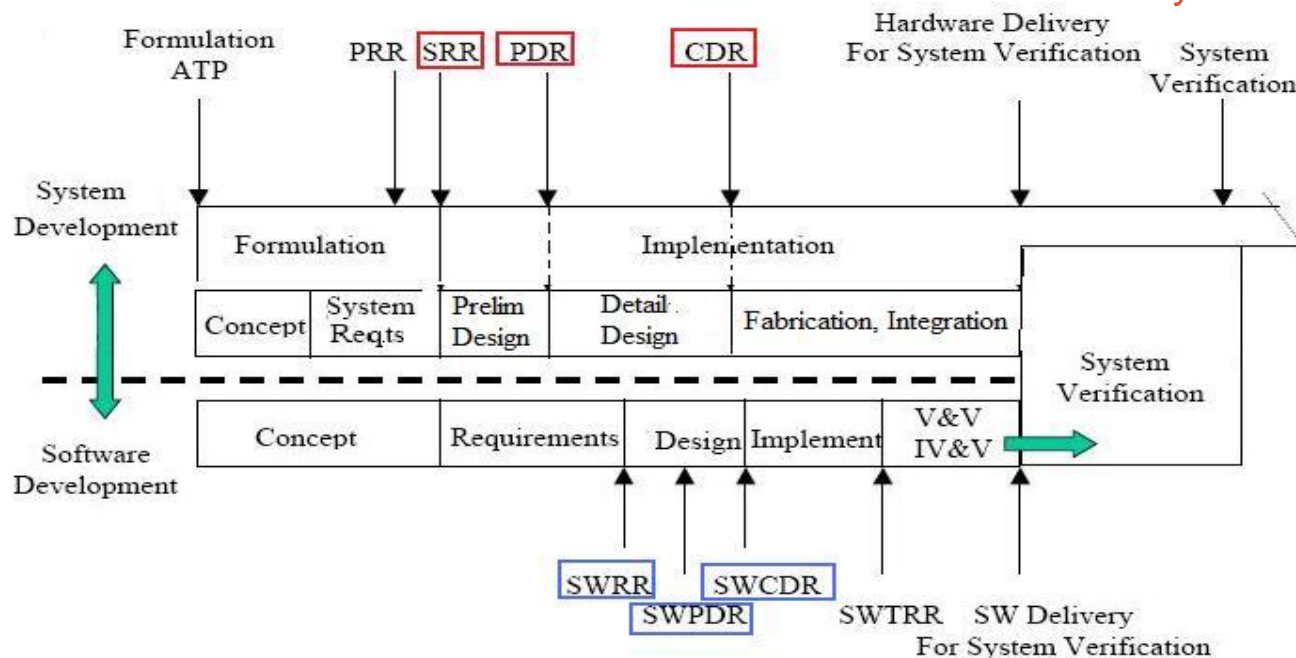 Hardware Delivery
For System Verification
Formulation
ATP
PRR
SRR
PDR
CDR
System
Verification
System
Development
Formulation
Implementation
Concept
System
Reqts
Prelim
Design
Detail .
Design
Fabrication, Integration
System
Verification
Software
Development
Concept
Requirements
Design
Implement
V&V
IV&V
SWRR
SWPDR
SWCDR
SWTRR
SW Delivery
For System Verification